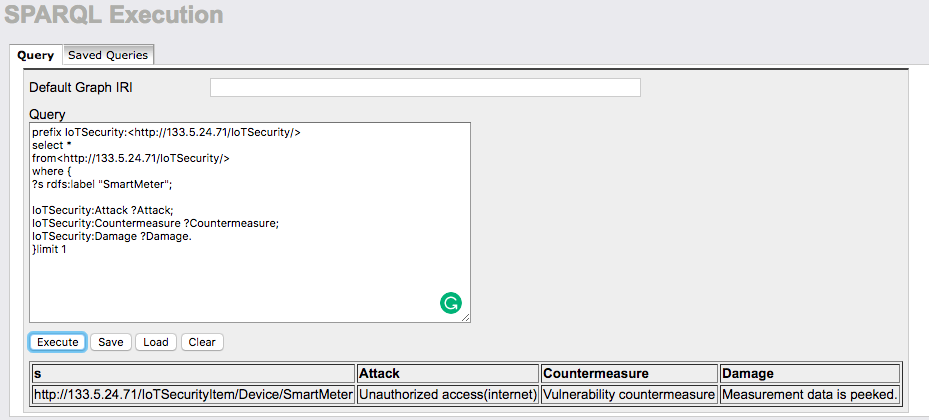 SPARQL Execution
Query Saved Queries
Default Graph IRI
Query
prefix IoTSecurity:<http://133.5.24.71/IoTSecurity/>
select *
from<http://133.5.24.71/IoTSecurity/>
where {
?s rdfs:label "SmartMeter";
IoTSecurity:Attack ?Attack;
IoTSecurity:Countermeasure ?Countermeasure;
IoTSecurity:Damage ?Damage.
}limit 1
Execute Save Load Clear
s Attack Countermeasure Damage
http://133.5.24.71/IoTSecurityItem/Device/SmartMeter Unauthorized access(internet) Vulnerability countermeasure Measurement data is peeked.